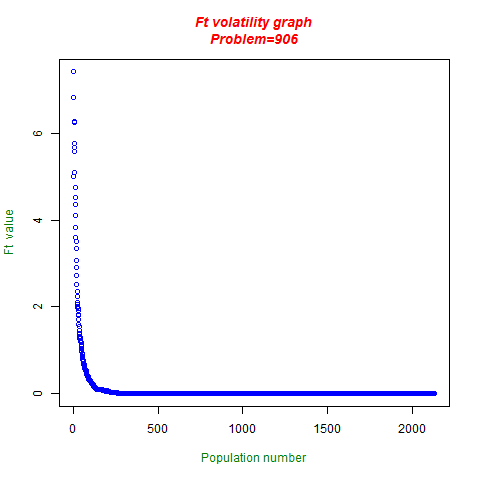 Ft volatility graph
Problem=906
6
4
2
0
Ft value
0 500 1000 1500 2000
Population number